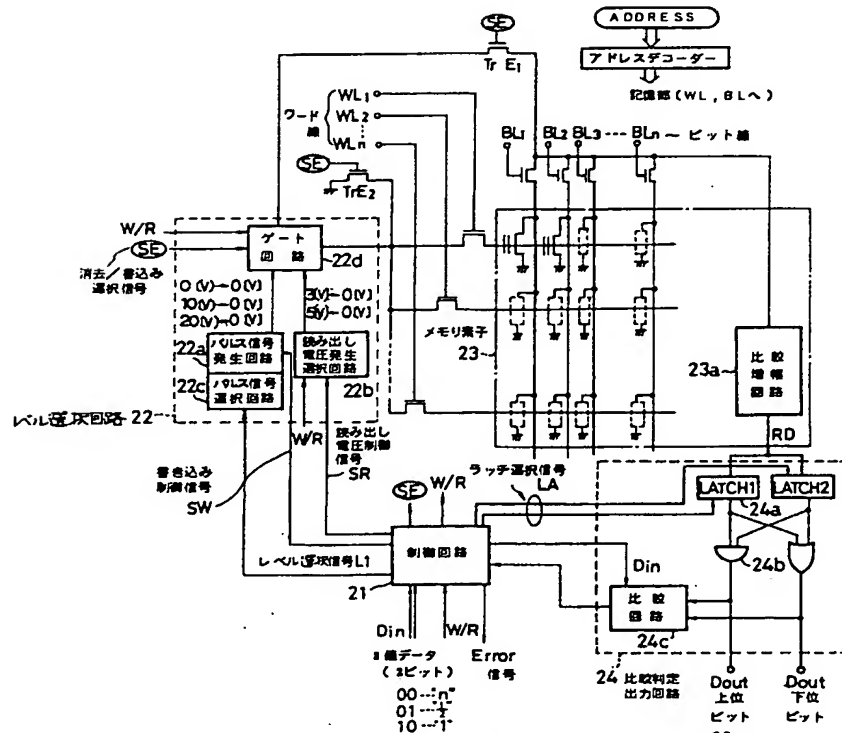 SE
ADDRESS
TrE1
アドレスデコーダー
記憶部(WL,BLへ)
ワード線
WL1
WL2
WLn
BL1 BL2 BL3 --- BLn ～ ビット線
SE
TrE2
W/R
SE
消去/書込み
選択信号
ゲート
回路
22d
0(V)-0(V)
10(V)-0(V)
20(V)-0(V)
3(V)-0(V)
5(V)-0(V)
22a
パルス信号
発生回路
22c
パルス信号
選択回路
読み出し
電圧発生
選択回路
22b
レベル選択回路22
W/R
メモリ素子
23
23a
比較
増幅
回路
RD
書き込み
制御信号
SW
読み出し
電圧制御
信号
SR
SE
W/R
ラッチ選択信号
LA
LATCH1
LATCH2
24a
24b
レベル選択信号L1
制御回路
21
Din
比較
回路
24c
Din
W/R
Error
信号
3値データ
(2ビット)
00---"n"
01---"½"
10---"1"
24 比較判定
出力回路
Dout
上位
ビット
Dout
下位
ビット